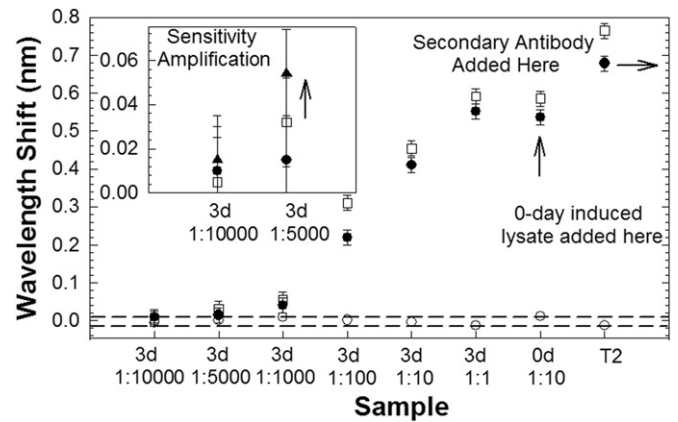 0.8
0.7
0.6
0.5
0.4
0.3
0.2
0.1
0.0
Wavelength Shift (nm)
Sensitivity
Amplification
0.06
0.04
0.02
0.00
3d
1:10000
3d
1:5000
Secondary Antibody
Added Here
0-day induced
lysate added here
3d
1:10000
3d
1:5000
3d
1:1000
3d
1:100
3d
1:10
3d
1:1
0d
1:10
T2
Sample